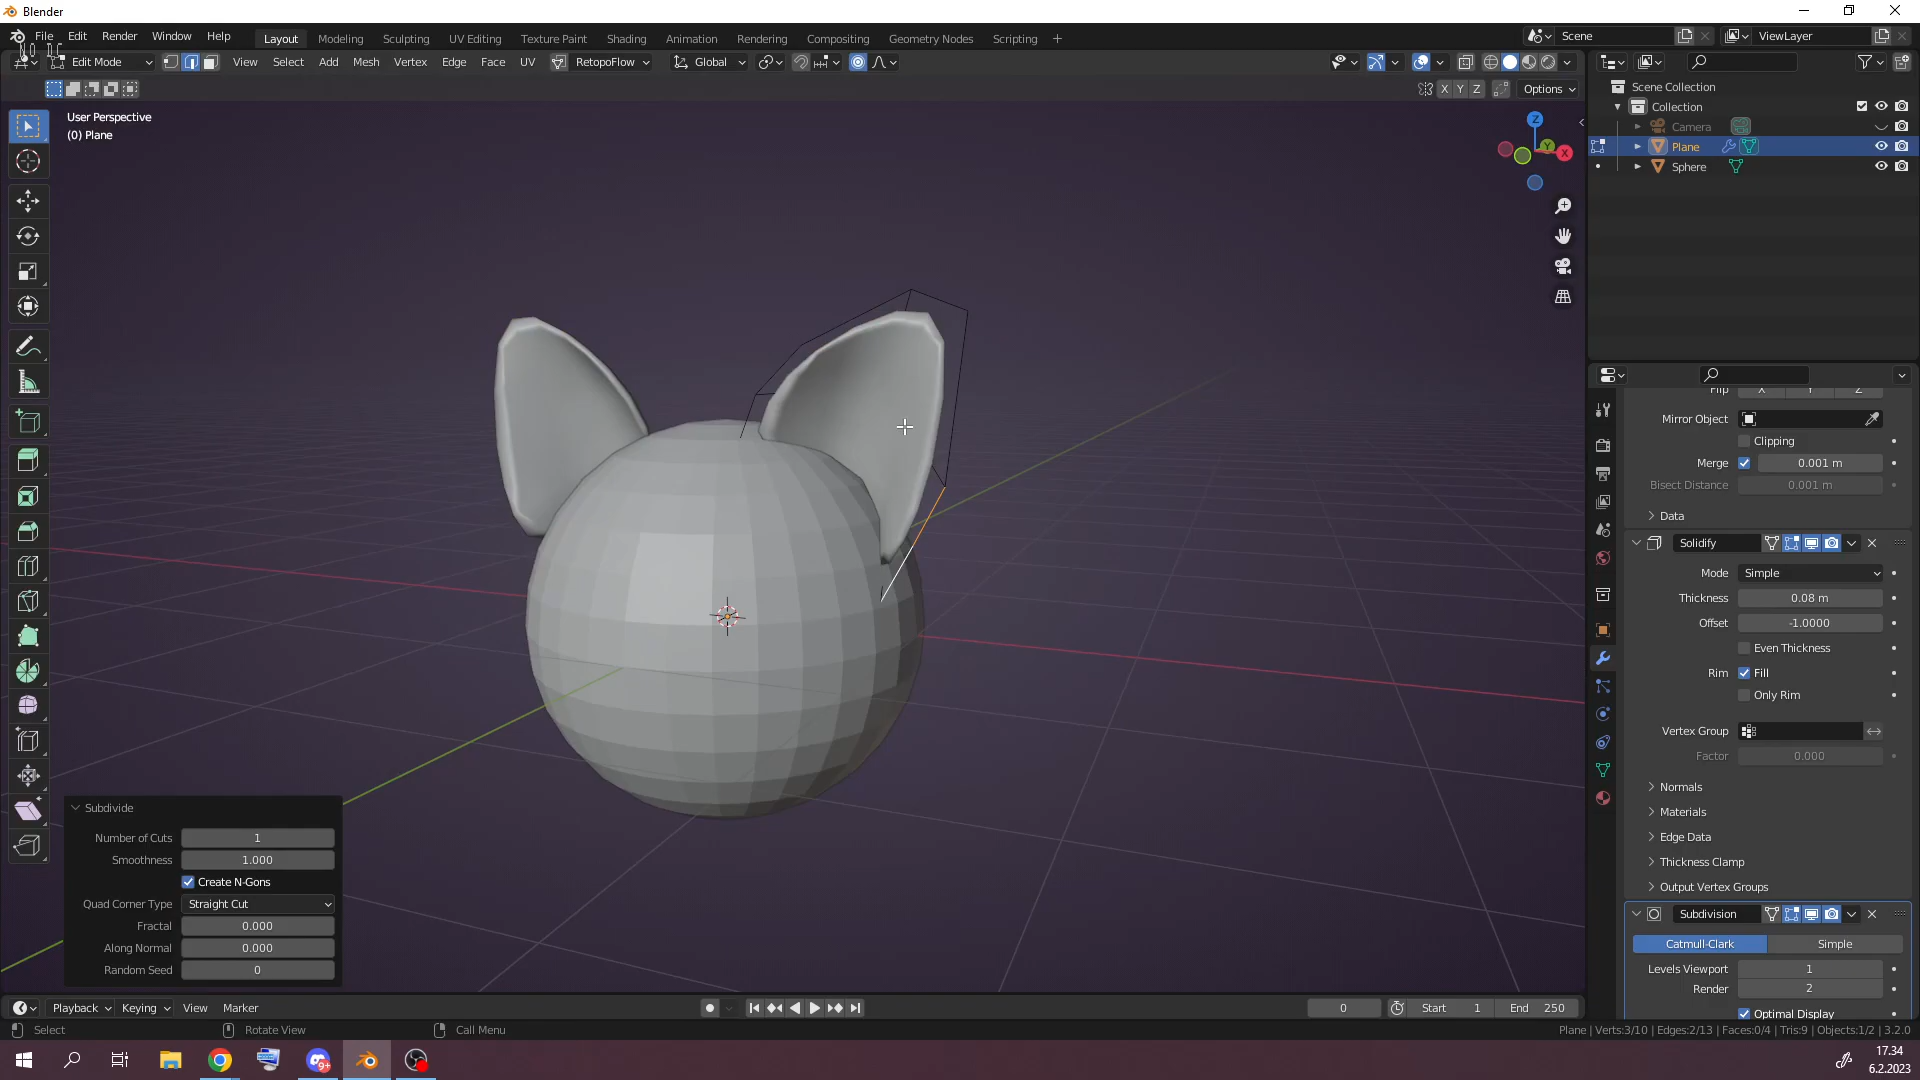 Blender
File Edit Render Window Help
Layout Modeling Sculpting UV Editing Texture Paint Shading Animation Rendering Compositing Geometry Nodes Scripting +
Scene
ViewLayer
Edit Mode View Select Add Mesh Vertex Edge Face UV RetopoFlow Global
X Y Z Options
User Perspective
(0) Plane
Z
Y
X
Scene Collection
Collection
Camera
Plane
Sphere
Flip X Y Z
Mirror Object
Clipping
Merge 0.001 m
Bisect Distance 0.001 m
Data
Solidify
Mode Simple
Thickness 0.08 m
Offset -1.0000
Even Thickness
Rim Fill
Only Rim
Vertex Group
Factor 0.000
Normals
Materials
Edge Data
Thickness Clamp
Output Vertex Groups
Subdivision
Catmull-Clark Simple
Levels Viewport 1
Render 2
Optimal Display
Subdivide
Number of Cuts 1
Smoothness 1.000
Create N-Gons
Quad Corner Type Straight Cut
Fractal 0.000
Along Normal 0.000
Random Seed 0
Playback Keying View Marker
0 Start 1 End 250
Select Rotate View Call Menu
Plane | Verts:3/10 | Edges:2/13 | Faces:0/4 | Tris:9 | Objects:1/2 | 3.2.0
9+
17.34
6.2.2023